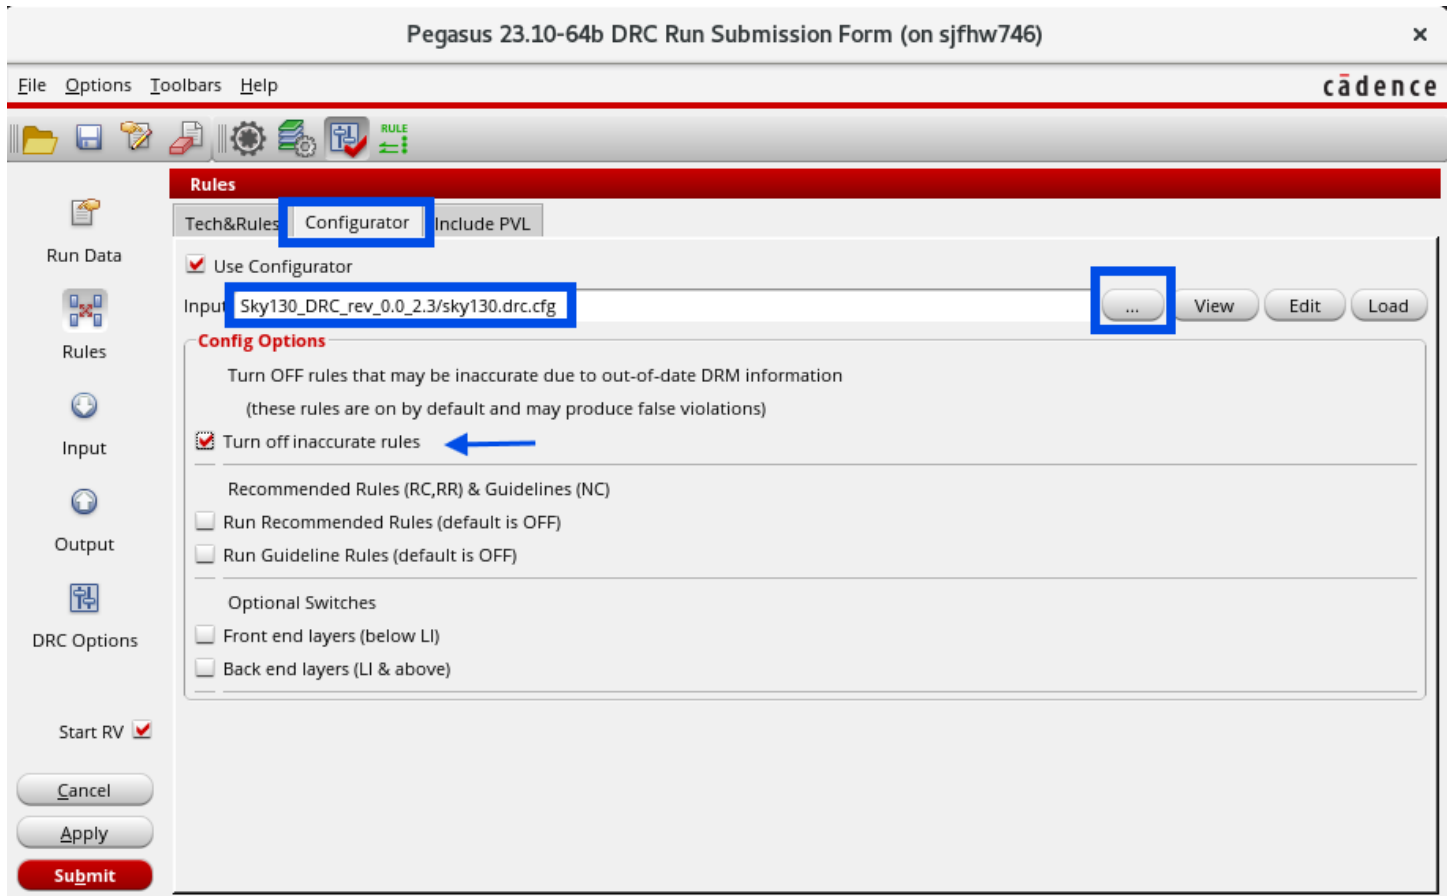 Pegasus 23.10-64b DRC Run Submission Form (on sjfhw746)
×
File Options Toolbars Help
cādence
RULE
Rules
Tech&Rules Configurator Include PVL
Run Data
Use Configurator
Input Sky130_DRC_rev_0.0_2.3/sky130.drc.cfg ... View Edit Load
Rules
Config Options
Turn OFF rules that may be inaccurate due to out-of-date DRM information
(these rules are on by default and may produce false violations)
Input
Turn off inaccurate rules
Recommended Rules (RC,RR) & Guidelines (NC)
Run Recommended Rules (default is OFF)
Output
Run Guideline Rules (default is OFF)
Optional Switches
DRC Options
Front end layers (below LI)
Back end layers (LI & above)
Start RV
Cancel
Apply
Submit